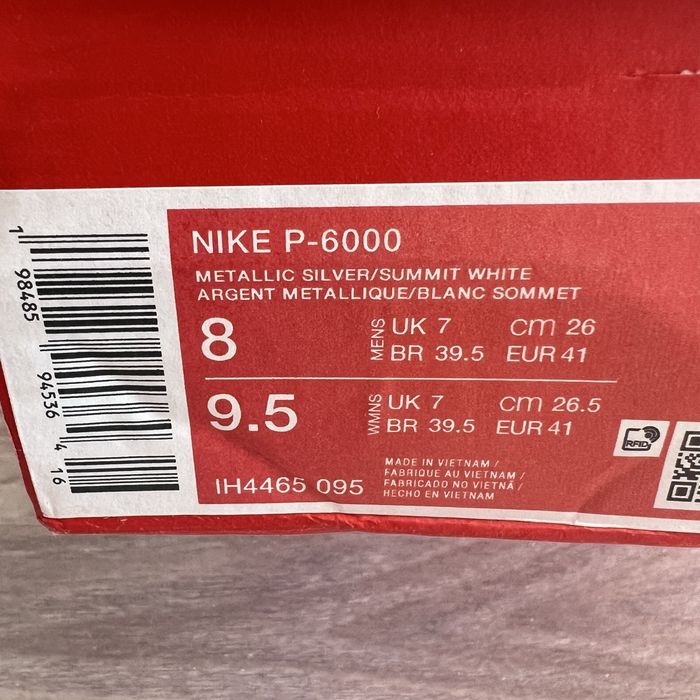 NIKE P-6000
METALLIC SILVER/SUMMIT WHITE
ARGENT METALLIQUE/BLANC SOMMET
8
MENS
UK 7 cm 26
BR 39.5 EUR 41
9.5
WMNS
UK 7 cm 26.5
BR 39.5 EUR 41
IH4465 095
MADE IN VIETNAM /
FABRIQUE AU VIETNAM /
FABRICADO NO VIETNÃ /
HECHO EN VIETNAM
RFID
1 98485 94536 4 16